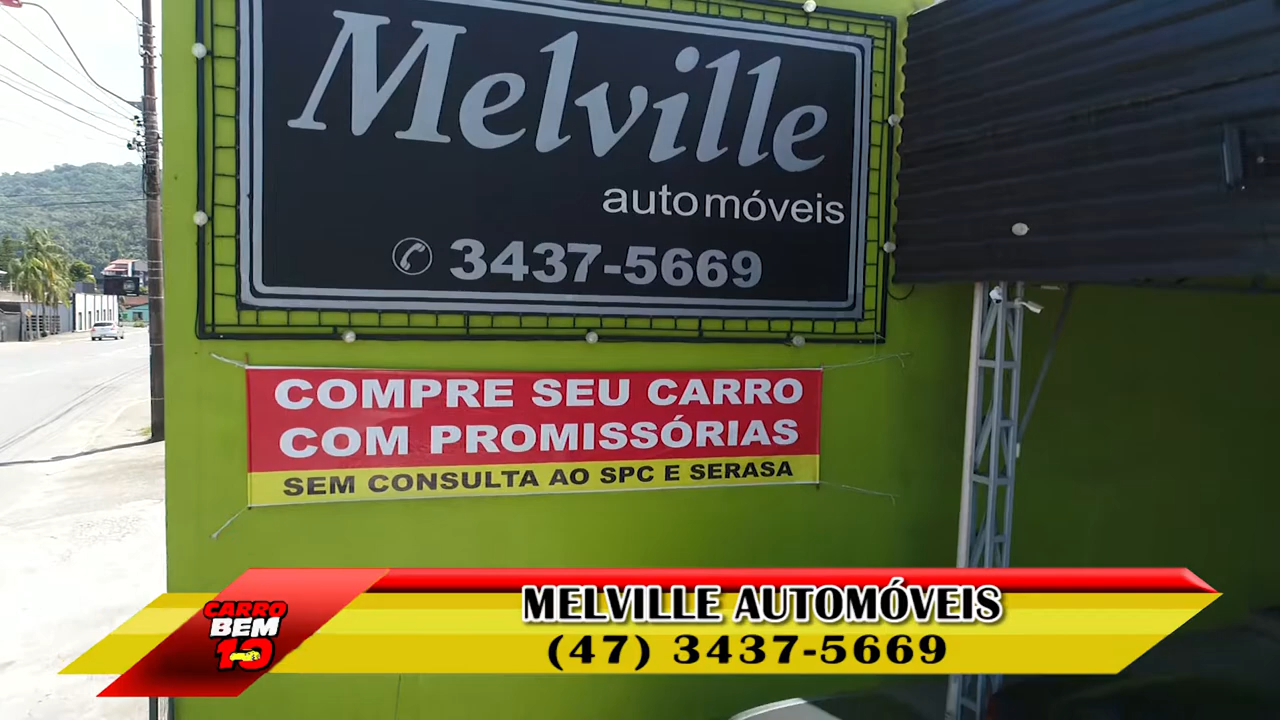 Melville
automóveis
3437-5669
COMPRE SEU CARRO
COM PROMISSÓRIAS
SEM CONSULTA AO SPC E SERASA
MELVILLE AUTOMÓVEIS
(47) 3437-5669
CARRO
BEM
10